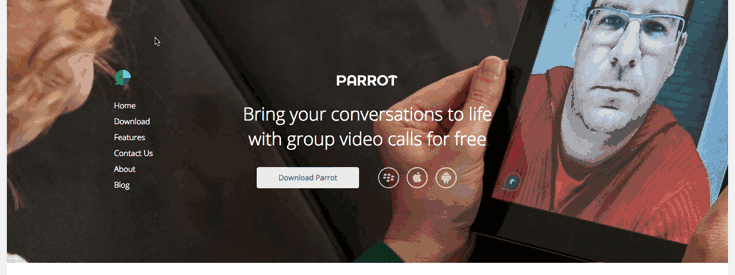 PARROT
Home
Download
Features
Contact Us
About
Blog
Bring your conversations to life
with group video calls for free
Download Parrot